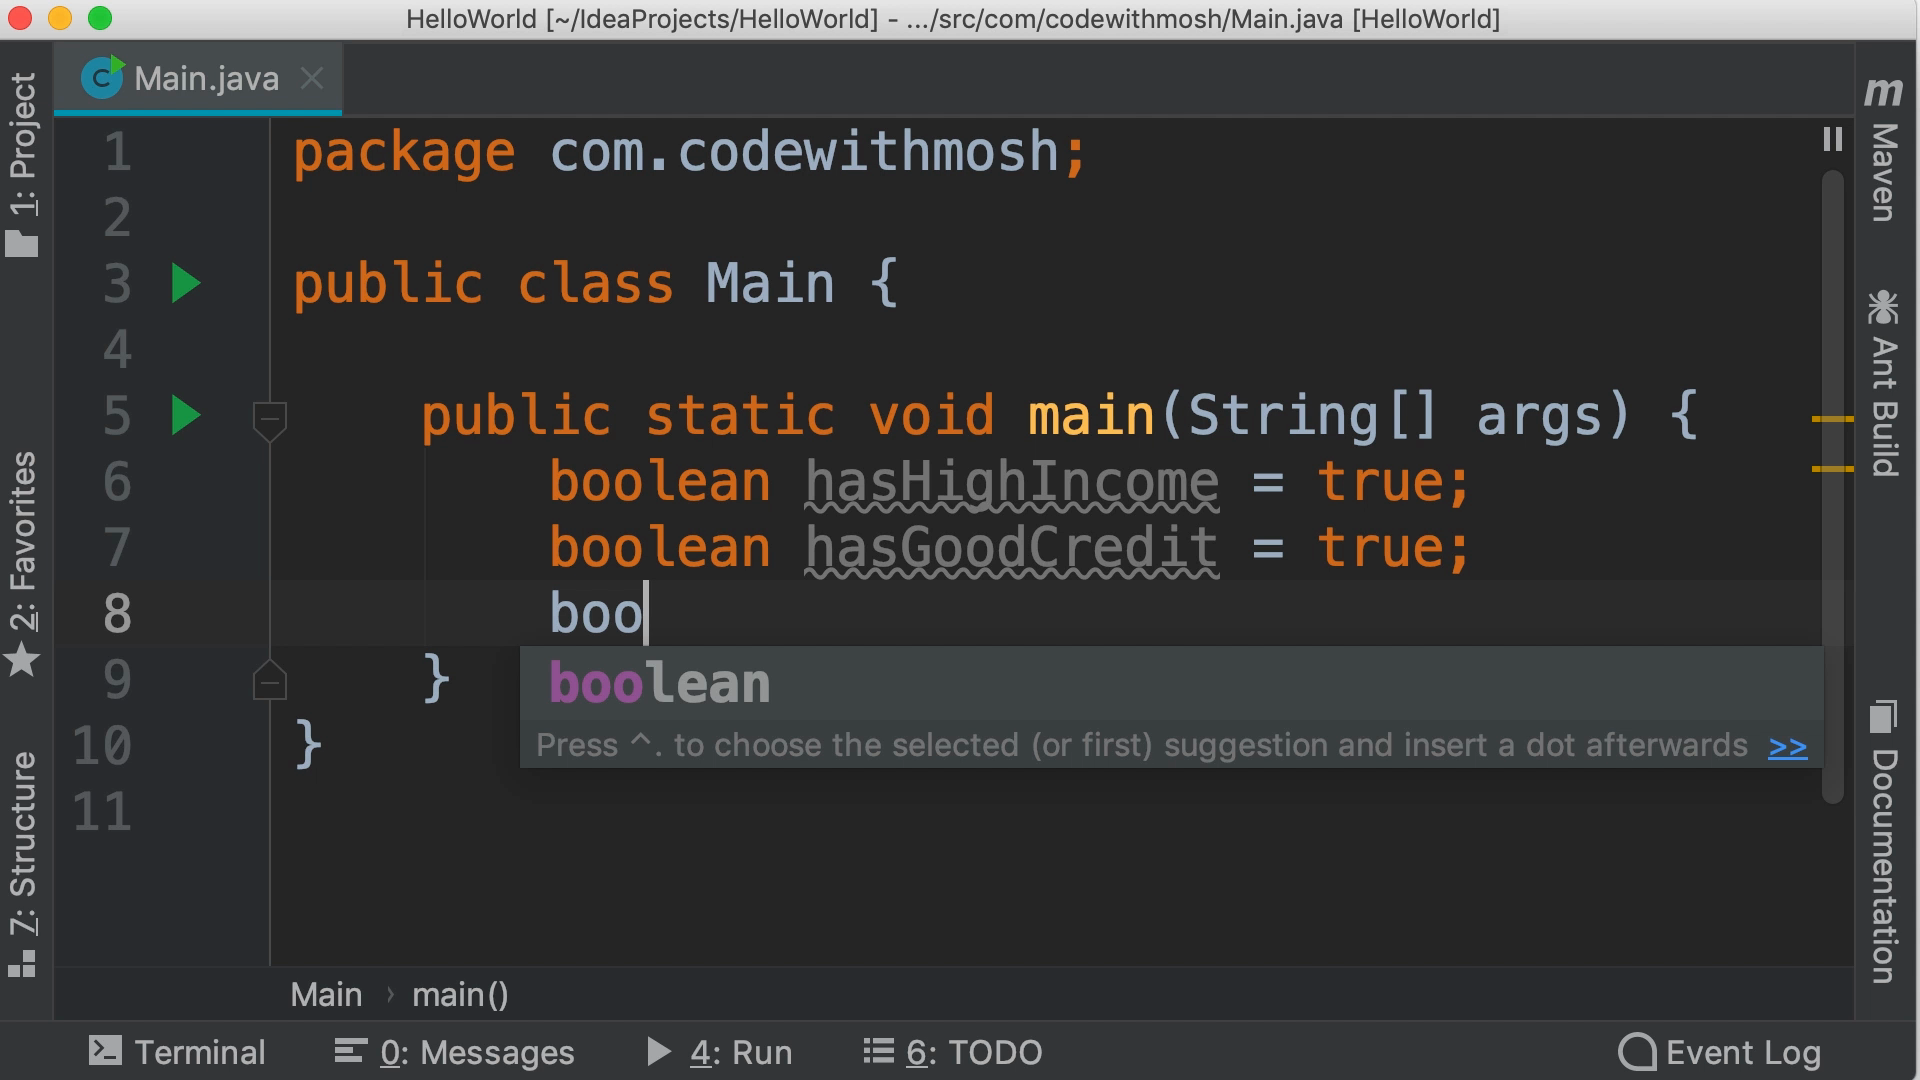 HelloWorld [~/IdeaProjects/HelloWorld] - .../src/com/codewithmosh/Main.java [HelloWorld]
Main.java
1 package com.codewithmosh;
2
3 public class Main {
4
5 public static void main(String[] args) {
6 boolean hasHighIncome = true;
7 boolean hasGoodCredit = true;
8 boo
boolean
Press ^. to choose the selected (or first) suggestion and insert a dot afterwards >>
9 }
10 }
11
Main › main()
1: Project
2: Favorites
7: Structure
m Maven
Ant Build
Documentation
Terminal
0: Messages
4: Run
6: TODO
Event Log